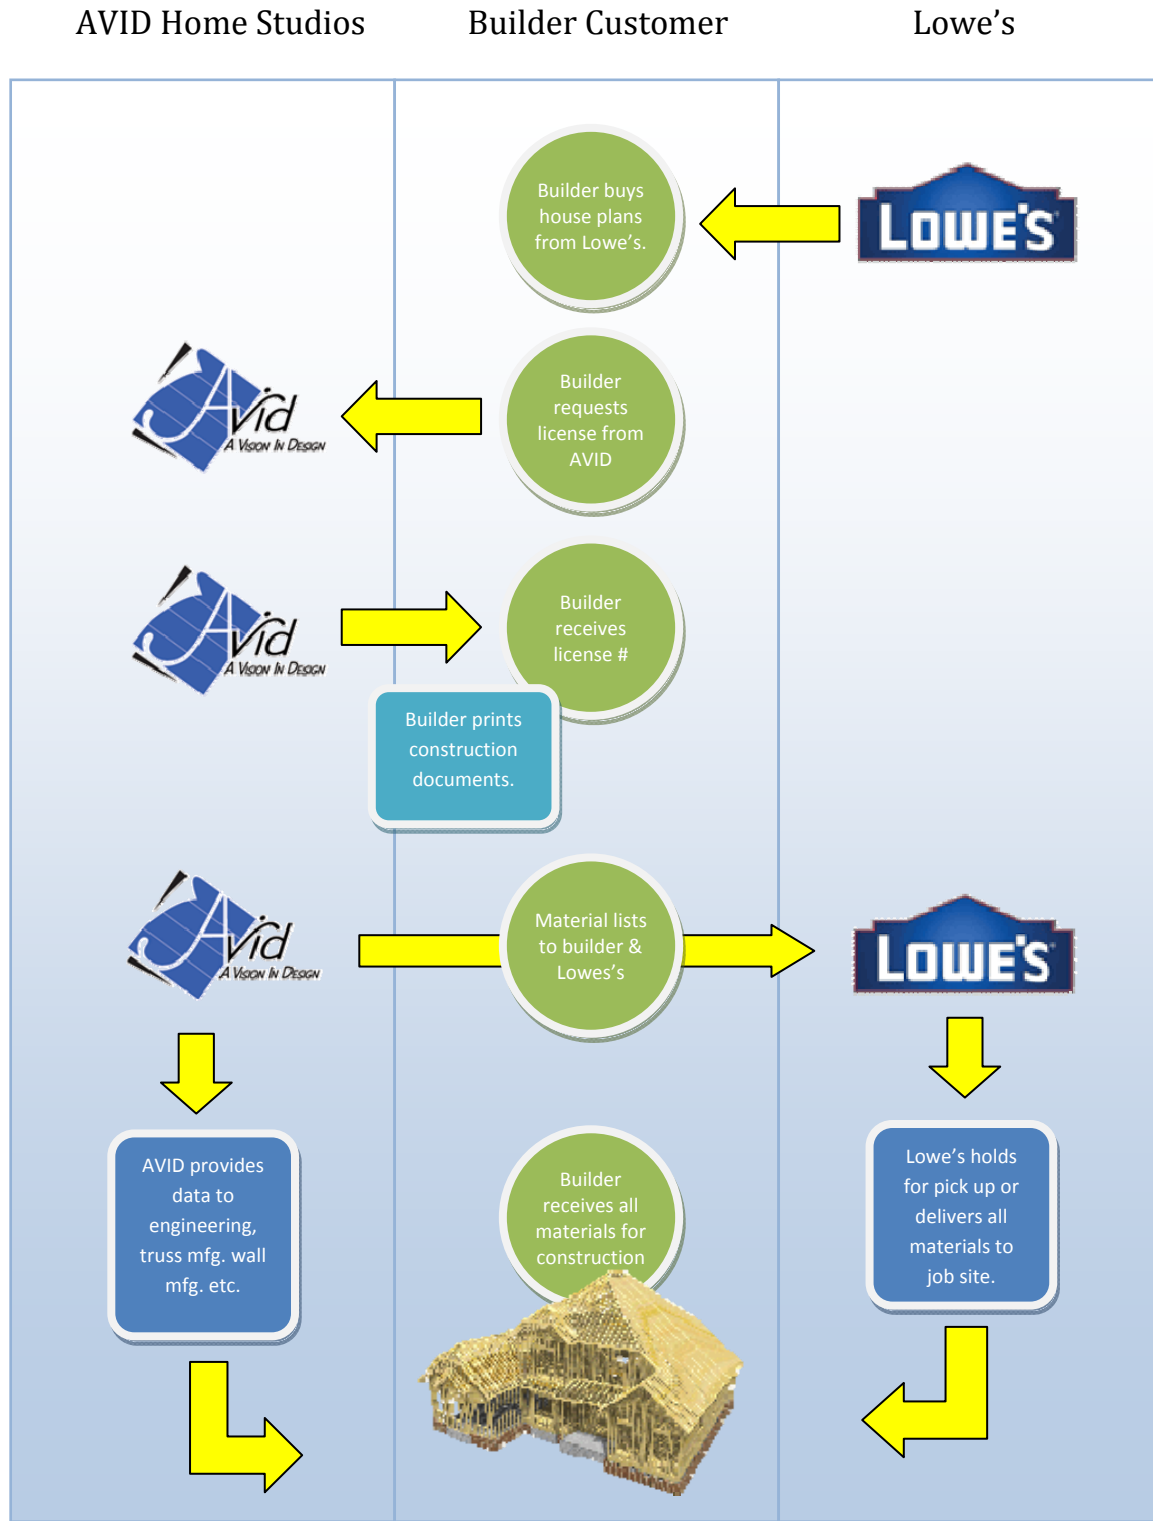 AVID Home Studios
Builder Customer
Lowe's
Builder buys
house plans
from Lowe's.
LOWE'S
Avid
A VISION IN DESIGN
Builder
requests
license from
AVID
Avid
A VISION IN DESIGN
Builder
receives
license #
Builder prints
construction
documents.
Avid
A VISION IN DESIGN
Material lists
to builder &
Lowes's
LOWE'S
AVID provides
data to
engineering,
truss mfg. wall
mfg. etc.
Builder
receives all
materials for
construction
Lowe's holds
for pick up or
delivers all
materials to
job site.